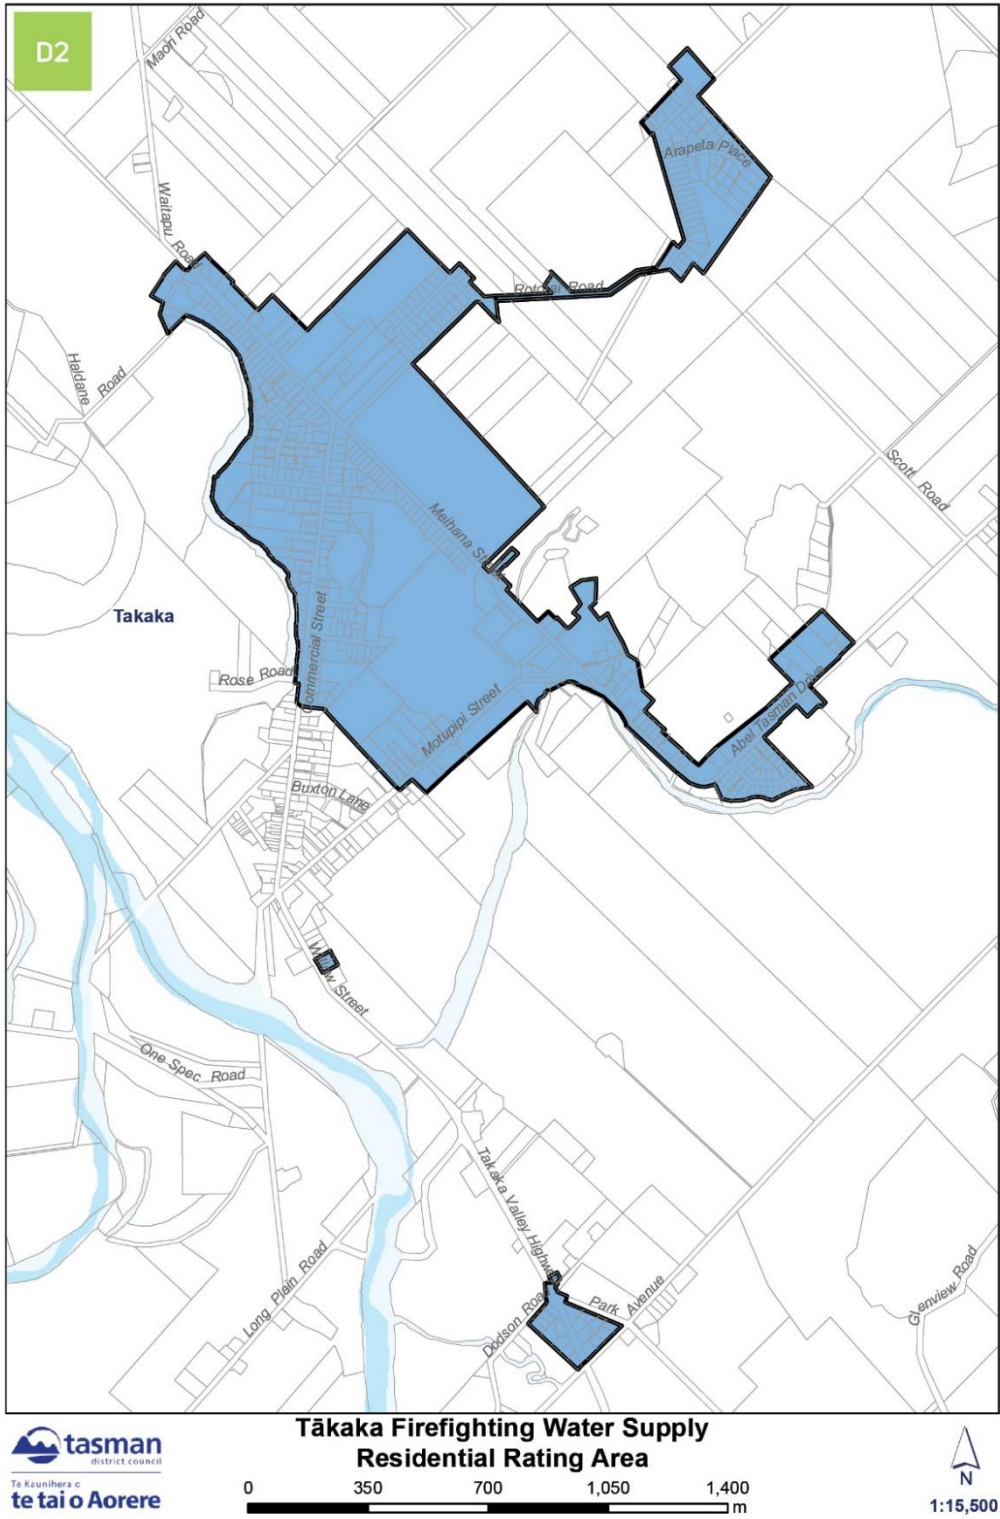 D2
Maori Road
Arapeta Place
Waitapu Road
Rototai Road
Haldane
Road
Scott Road
Meihana Street
Takaka
Commercial Street
Rose Road
Motupipi Street
Abel Tasman Drive
Buxton Lane
Willow Street
One Spec Road
Takaka Valley Highway
Long Plain Road
Dodson Road
Park Avenue
Glenview Road
tasman
district council
Te Kaunihera o
te tai o Aorere
Tākaka Firefighting Water Supply
Residential Rating Area
0 350 700 1,050 1,400
m
N
1:15,500